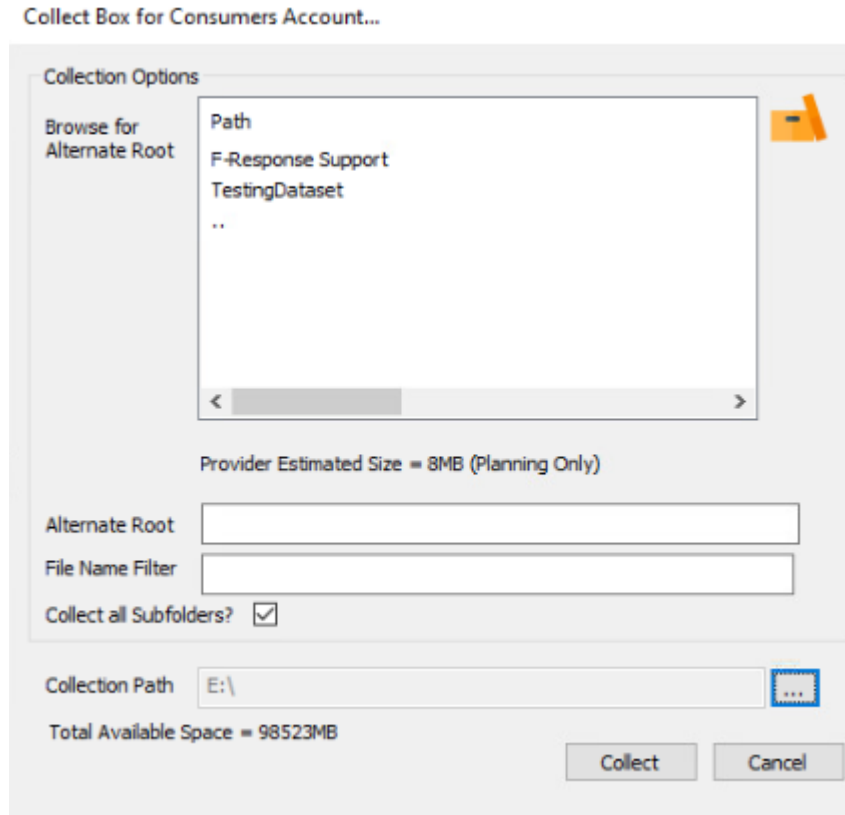 Collect Box for Consumers Account...
Collection Options
Browse for
Alternate Root
Path
F-Response Support
TestingDataset
..
Provider Estimated Size = 8MB (Planning Only)
Alternate Root
File Name Filter
Collect all Subfolders?
Collection Path
E:\
...
Total Available Space = 98523MB
Collect
Cancel